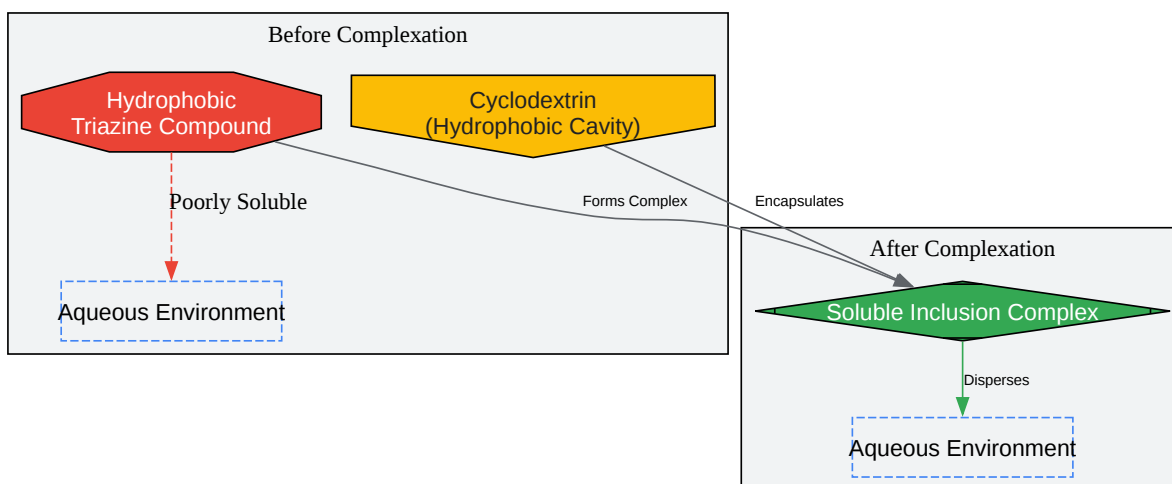 Before Complexation
Hydrophobic
Triazine Compound
Cyclodextrin
(Hydrophobic Cavity)
Poorly Soluble
Forms Complex
Encapsulates
Aqueous Environment
After Complexation
Soluble Inclusion Complex
Disperses
Aqueous Environment